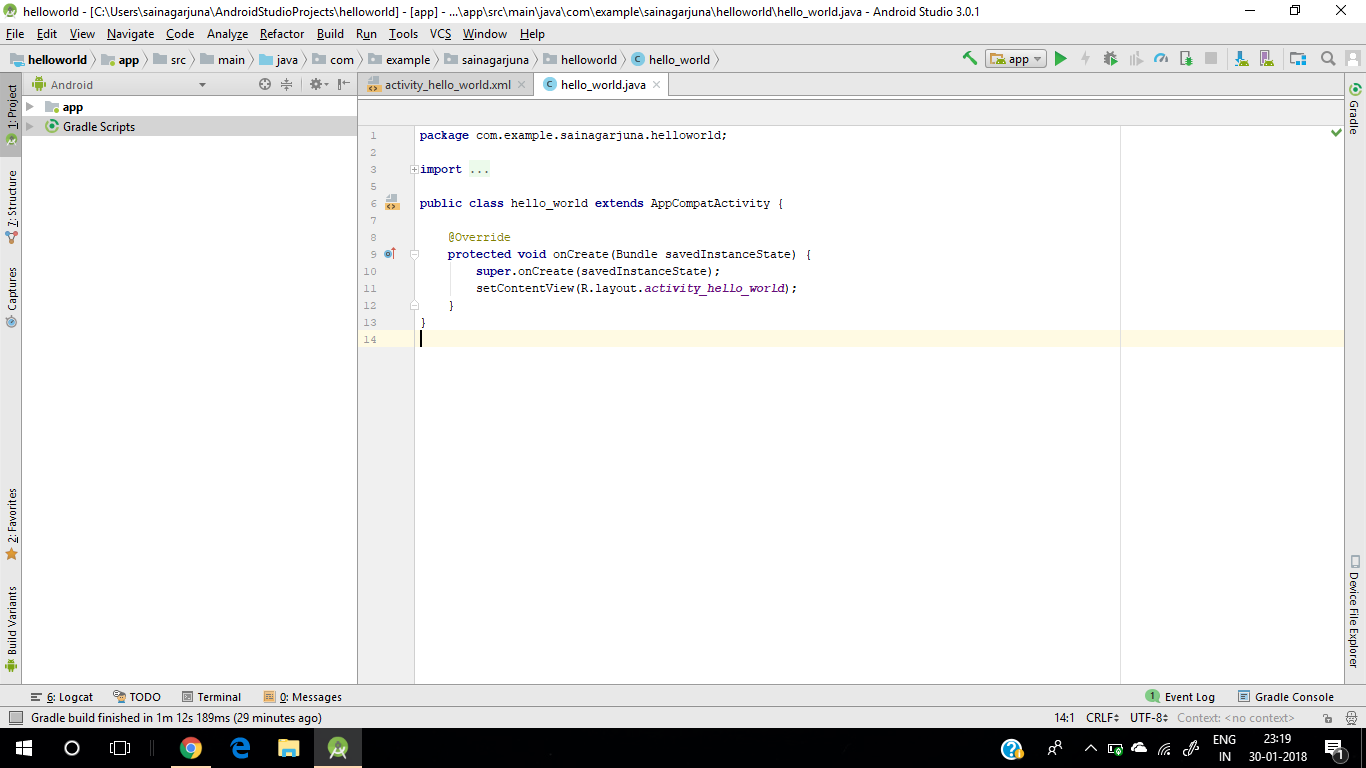 helloworld - [C:\Users\sainagarjuna\AndroidStudioProjects\helloworld] - [app] - ...\app\src\main\java\com\example\sainagarjuna\helloworld\hello_world.java - Android Studio 3.0.1
File Edit View Navigate Code Analyze Refactor Build Run Tools VCS Window Help
helloworld app src main java com example sainagarjuna helloworld hello_world app
Android activity_hello_world.xml hello_world.java
app
Gradle Scripts
1: Project
7: Structure
Captures
2: Favorites
Build Variants
1 package com.example.sainagarjuna.helloworld;
2
3 import ...
5
6 public class hello_world extends AppCompatActivity {
7
8 @Override
9 protected void onCreate(Bundle savedInstanceState) {
10 super.onCreate(savedInstanceState);
11 setContentView(R.layout.activity_hello_world);
12 }
13 }
14
Gradle
Device File Explorer
6: Logcat TODO Terminal 0: Messages 1 Event Log Gradle Console
Gradle build finished in 1m 12s 189ms (29 minutes ago) 14:1 CRLF UTF-8 Context: <no context>
ENG 23:19
IN 30-01-2018 1